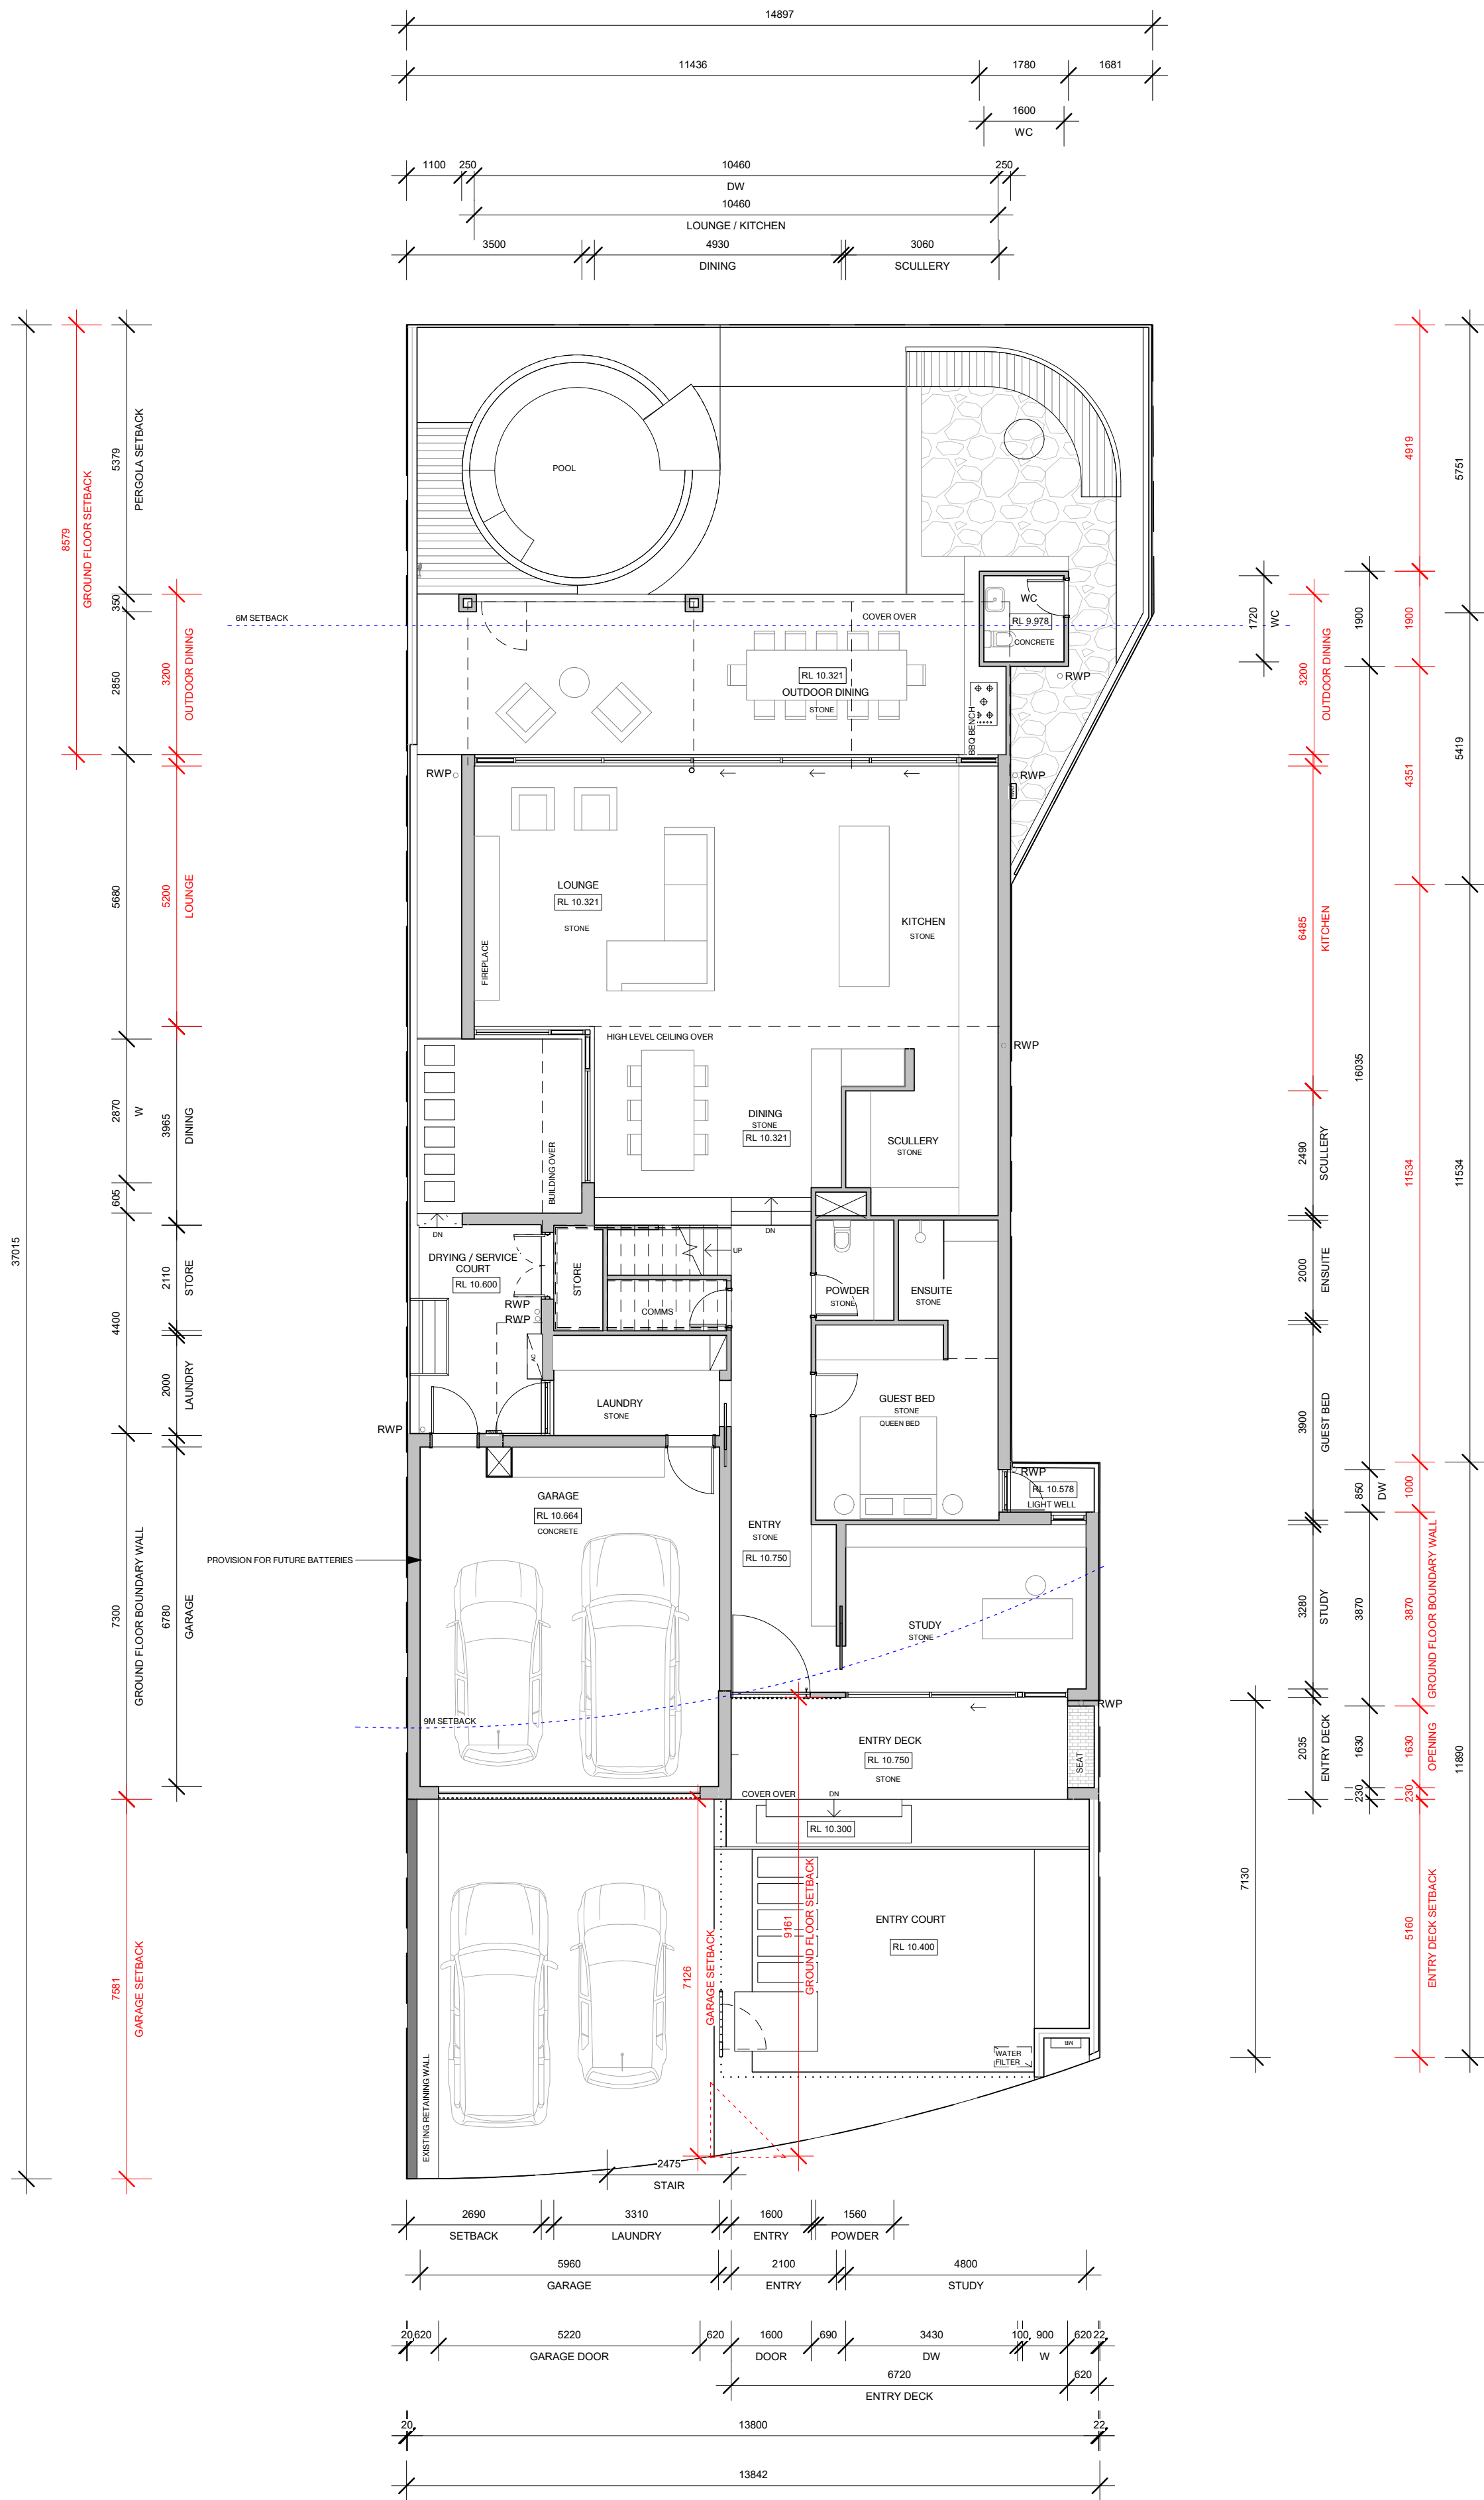 14897
11436
1780
1681
1600
WC
1100
250
10460
250
DW
10460
LOUNGE / KITCHEN
3500
4930
3060
DINING
SCULLERY
37015
8579
GROUND FLOOR SETBACK
5379
PERGOLA SETBACK
350
2850
3200
OUTDOOR DINING
5680
5200
LOUNGE
2870
W
3965
DINING
605
4400
2110
STORE
2000
LAUNDRY
7300
GROUND FLOOR BOUNDARY WALL
6780
GARAGE
7581
GARAGE SETBACK
POOL
6M SETBACK
COVER OVER
WC
RL 9.978
CONCRETE
RWP
RL 10.321
OUTDOOR DINING
STONE
BBQ BENCH
RWP
RWP
LOUNGE
RL 10.321
STONE
FIREPLACE
KITCHEN
STONE
HIGH LEVEL CEILING OVER
RWP
DINING
STONE
RL 10.321
SCULLERY
STONE
BUILDING OVER
DN
DN
DRYING / SERVICE
COURT
RL 10.600
STORE
UP
RWP
RWP
COMMS
POWDER
STONE
ENSUITE
STONE
AC
LAUNDRY
STONE
GUEST BED
STONE
QUEEN BED
RWP
RWP
RL 10.578
LIGHT WELL
GARAGE
RL 10.664
CONCRETE
ENTRY
STONE
RL 10.750
PROVISION FOR FUTURE BATTERIES
STUDY
STONE
9M SETBACK
RWP
ENTRY DECK
RL 10.750
STONE
SEAT
COVER OVER
DN
RL 10.300
ENTRY COURT
RL 10.400
7126
GARAGE SETBACK
9161
GROUND FLOOR SETBACK
EXISTING RETAINING WALL
WATER
FILTER
MB
1720
WC
3200
OUTDOOR DINING
1900
1900
4919
5751
6485
KITCHEN
4351
5419
16035
2490
SCULLERY
11534
11534
2000
ENSUITE
3900
GUEST BED
850
DW
1000
3280
STUDY
3870
3870
GROUND FLOOR BOUNDARY WALL
2035
ENTRY DECK
1630
1630
OPENING
230
230
11890
7130
5160
ENTRY DECK SETBACK
2475
STAIR
2690
3310
1600
1560
SETBACK
LAUNDRY
ENTRY
POWDER
5960
2100
4800
GARAGE
ENTRY
STUDY
20
620
5220
620
1600
690
3430
100
900
620
22
GARAGE DOOR
DOOR
DW
W
6720
620
ENTRY DECK
20
13800
22
13842